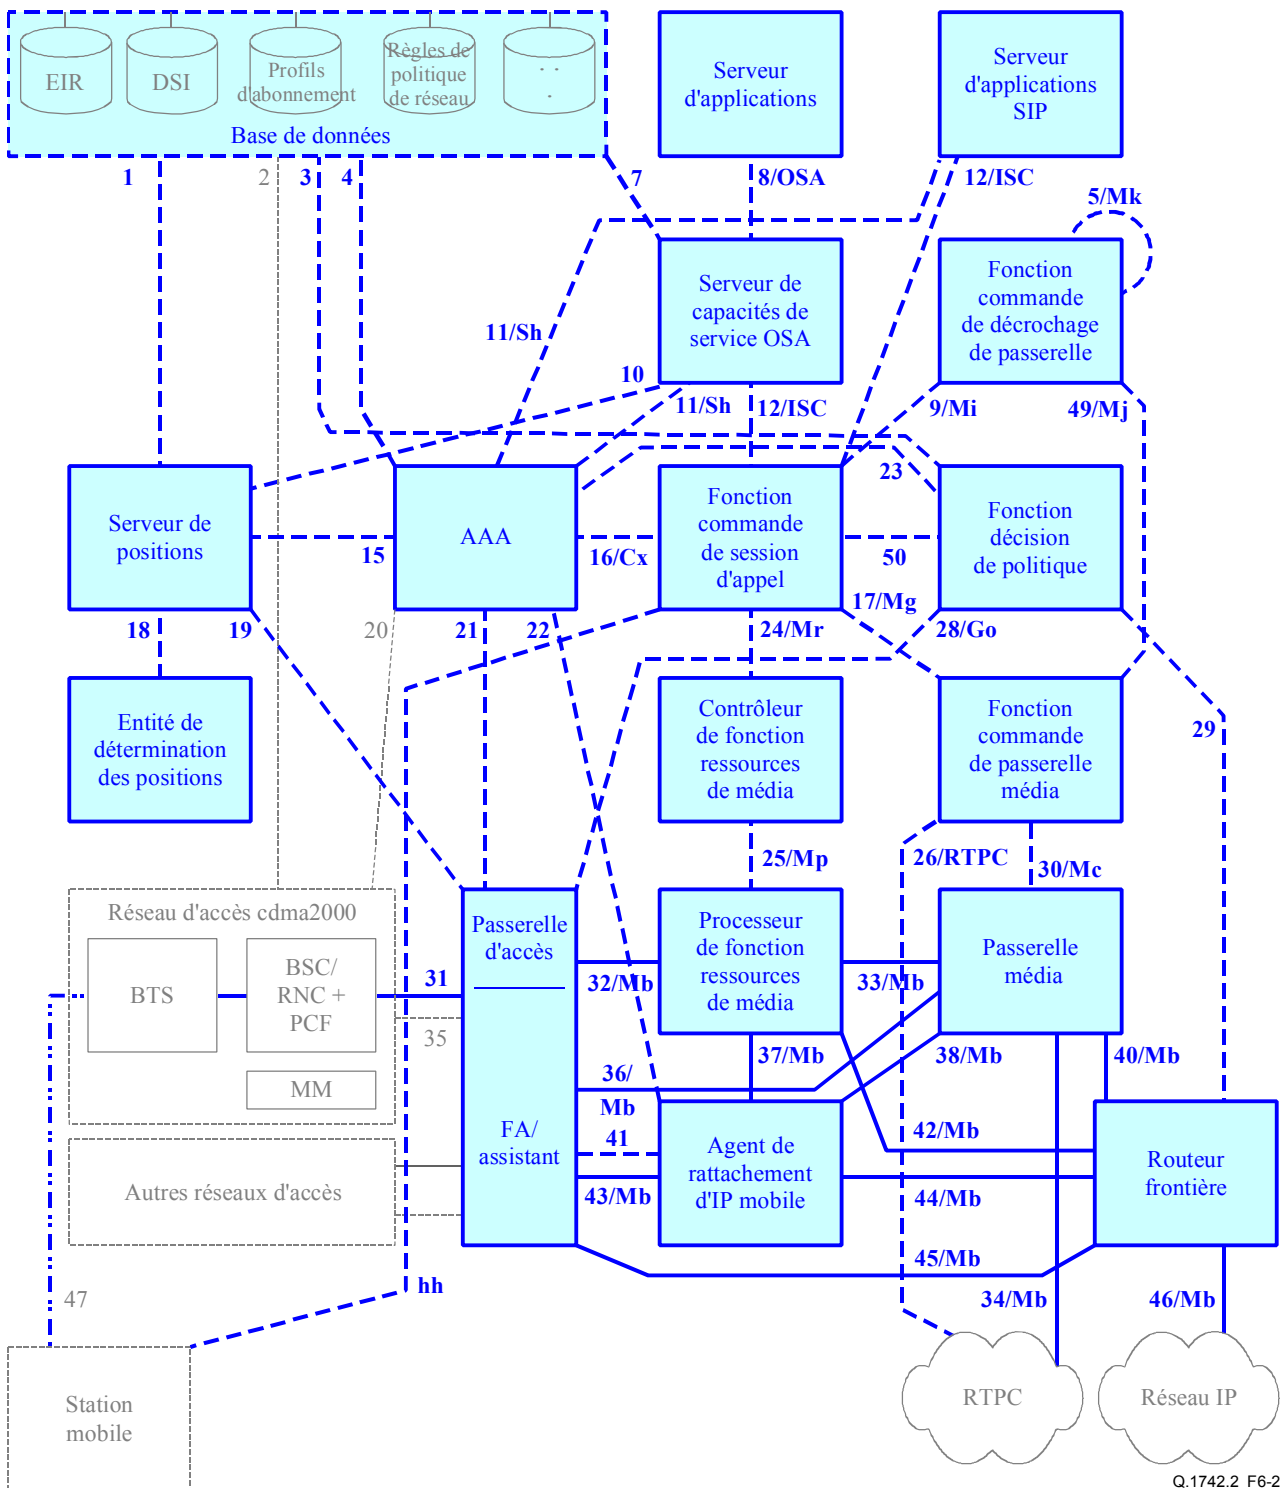 EIR
DSI
Profils
d'abonnement
Règles de
politique
de réseau
. .
.
Base de données
Serveur
d'applications
Serveur
d'applications
SIP
1
2
3
4
7
8/OSA
12/ISC
5/Mk
Serveur de
capacités de
service OSA
Fonction
commande
de décrochage
de passerelle
11/Sh
10
11/Sh
12/ISC
9/Mi
49/Mj
23
Serveur de
positions
15
AAA
16/Cx
Fonction
commande
de session
d'appel
50
Fonction
décision
de politique
17/Mg
18
19
20
21
22
24/Mr
28/Go
Entité de
détermination
des positions
Contrôleur
de fonction
ressources
de média
Fonction
commande
de passerelle
média
29
25/Mp
26/RTPC
30/Mc
Réseau d'accès cdma2000
BTS
BSC/
RNC +
PCF
MM
31
35
Passerelle
d'accès
FA/
assistant
32/Mb
Processeur
de fonction
ressources
de média
33/Mb
Passerelle
média
36/
Mb
37/Mb
38/Mb
40/Mb
41
42/Mb
Autres réseaux d'accès
43/Mb
Agent de
rattachement
d'IP mobile
44/Mb
Routeur
frontière
45/Mb
hh
47
34/Mb
46/Mb
Station
mobile
RTPC
Réseau IP
Q.1742.2_F6-2